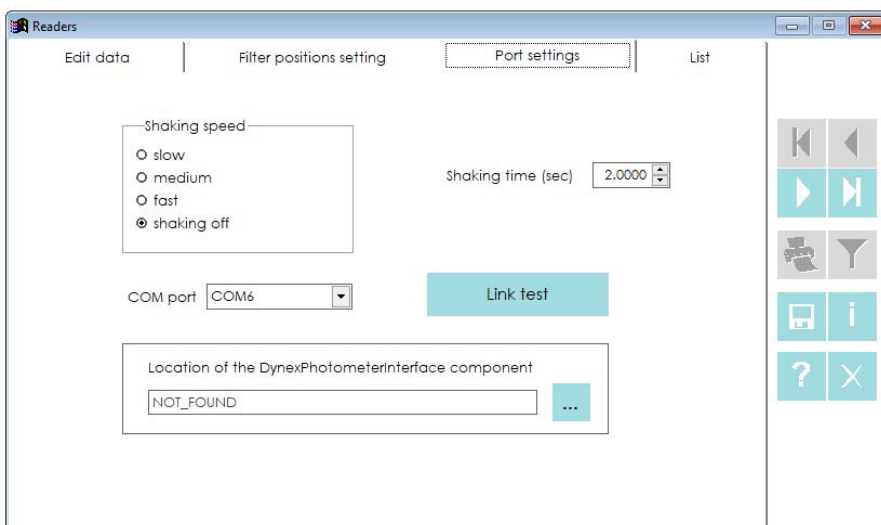 Readers
Edit data
Filter positions setting
Port settings
List
Shaking speed
slow
medium
fast
shaking off
Shaking time (sec) 2.0000
COM port COM6
Link test
Location of the DynexPhotometerInterface component
NOT_FOUND
...
i
?